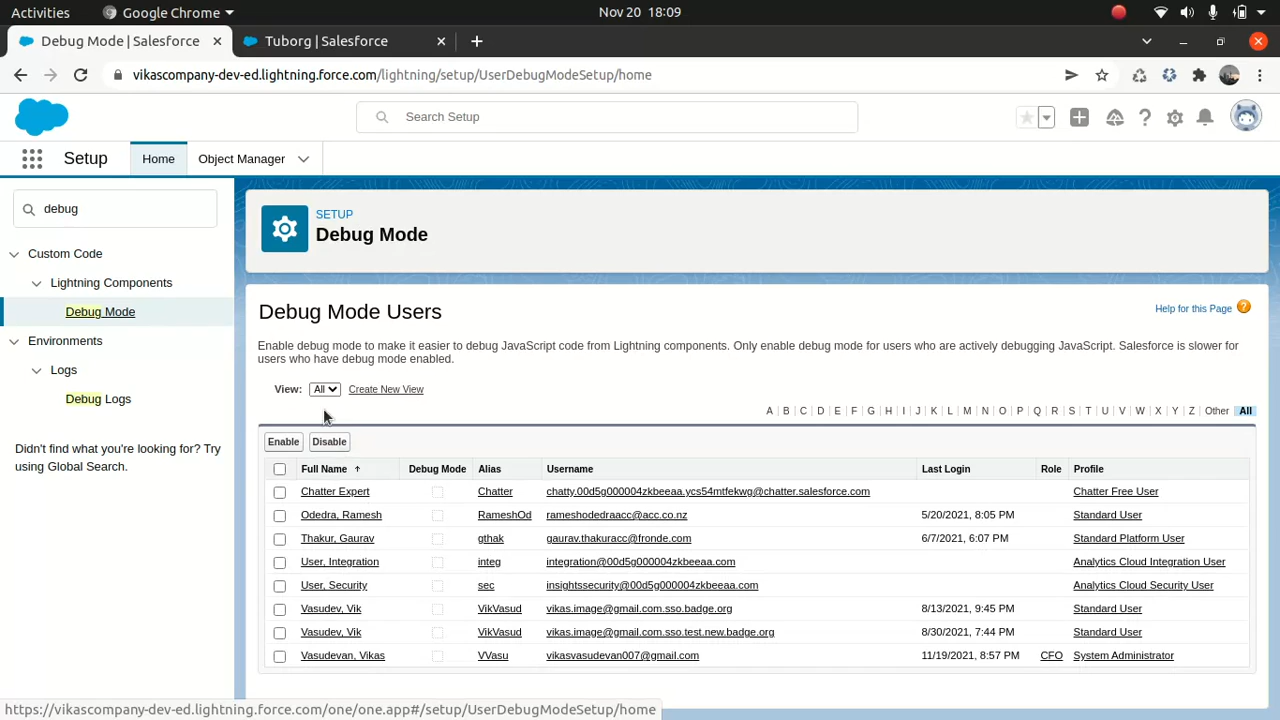 Activities Google Chrome Nov 20 18:09
Debug Mode | Salesforce Tuborg | Salesforce
vikascompany-dev-ed.lightning.force.com/lightning/setup/UserDebugModeSetup/home
Search Setup
Setup Home Object Manager
debug
Custom Code
Lightning Components
Debug Mode
Environments
Logs
Debug Logs
Didn't find what you're looking for? Try
using Global Search.
SETUP
Debug Mode
Debug Mode Users
Help for this Page
Enable debug mode to make it easier to debug JavaScript code from Lightning components. Only enable debug mode for users who are actively debugging JavaScript. Salesforce is slower for
users who have debug mode enabled.
View: All Create New View
A | B | C | D | E | F | G | H | I | J | K | L | M | N | O | P | Q | R | S | T | U | V | W | X | Y | Z | Other | All
Enable Disable
Full Name Debug Mode Alias Username Last Login Role Profile
Chatter Expert Chatter chatty.00d5g000004zkbeeaa.ycs54mtfekwg@chatter.salesforce.com Chatter Free User
Odedra, Ramesh RameshOd rameshodedraacc@acc.co.nz 5/20/2021, 8:05 PM Standard User
Thakur, Gaurav gthak gaurav.thakuracc@fronde.com 6/7/2021, 6:07 PM Standard Platform User
User, Integration integ integration@00d5g000004zkbeeaa.com Analytics Cloud Integration User
User, Security sec insightssecurity@00d5g000004zkbeeaa.com Analytics Cloud Security User
Vasudev, Vik VikVasud vikas.image@gmail.com.sso.badge.org 8/13/2021, 9:45 PM Standard User
Vasudev, Vik VikVasud vikas.image@gmail.com.sso.test.new.badge.org 8/30/2021, 7:44 PM Standard User
Vasudevan, Vikas VVasu vikasvasudevan007@gmail.com 11/19/2021, 8:57 PM CFO System Administrator
https://vikascompany-dev-ed.lightning.force.com/one/one.app#/setup/UserDebugModeSetup/home